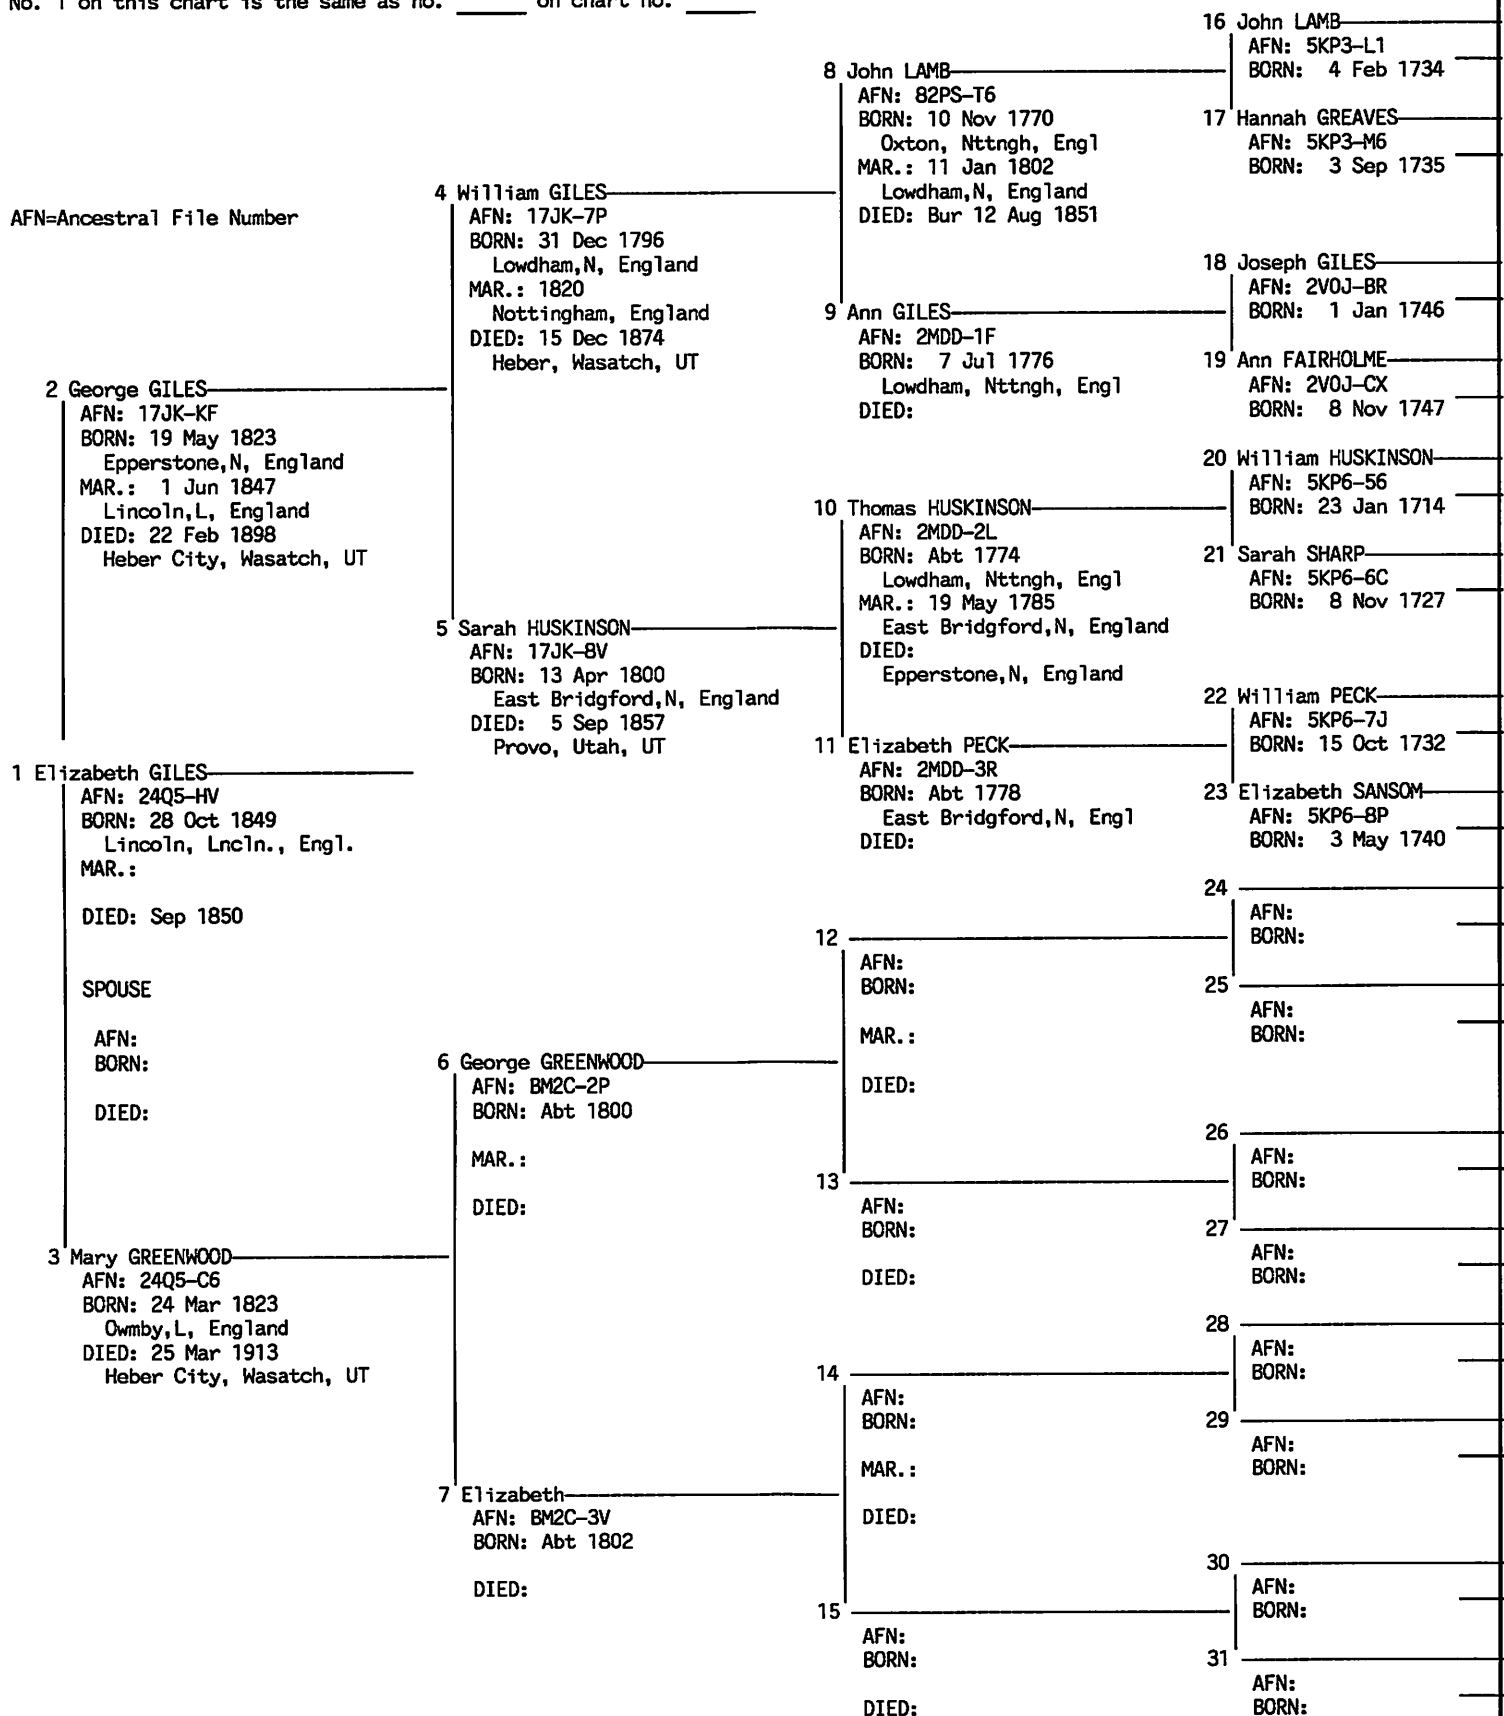 No. 1 on this chart is the same as no. ______ on chart no. ______
AFN=Ancestral File Number
1 Elizabeth GILES
AFN: 24Q5-HV
BORN: 28 Oct 1849
Lincoln, Lncln., Engl.
MAR.:
DIED: Sep 1850
SPOUSE
AFN:
BORN:
DIED:
2 George GILES
AFN: 17JK-KF
BORN: 19 May 1823
Epperstone,N, England
MAR.: 1 Jun 1847
Lincoln,L, England
DIED: 22 Feb 1898
Heber City, Wasatch, UT
3 Mary GREENWOOD
AFN: 24Q5-C6
BORN: 24 Mar 1823
Owmby,L, England
DIED: 25 Mar 1913
Heber City, Wasatch, UT
4 William GILES
AFN: 17JK-7P
BORN: 31 Dec 1796
Lowdham,N, England
MAR.: 1820
Nottingham, England
DIED: 15 Dec 1874
Heber, Wasatch, UT
5 Sarah HUSKINSON
AFN: 17JK-8V
BORN: 13 Apr 1800
East Bridgford,N, England
DIED: 5 Sep 1857
Provo, Utah, UT
6 George GREENWOOD
AFN: BM2C-2P
BORN: Abt 1800
MAR.:
DIED:
7 Elizabeth
AFN: BM2C-3V
BORN: Abt 1802
DIED:
8 John LAMB
AFN: 82PS-T6
BORN: 10 Nov 1770
Oxton, Nttngh, Engl
MAR.: 11 Jan 1802
Lowdham,N, England
DIED: Bur 12 Aug 1851
9 Ann GILES
AFN: 2MDD-1F
BORN: 7 Jul 1776
Lowdham, Nttngh, Engl
DIED:
10 Thomas HUSKINSON
AFN: 2MDD-2L
BORN: Abt 1774
Lowdham, Nttngh, Engl
MAR.: 19 May 1785
East Bridgford,N, England
DIED:
Epperstone,N, England
11 Elizabeth PECK
AFN: 2MDD-3R
BORN: Abt 1778
East Bridgford,N, Engl
DIED:
12
AFN:
BORN:
MAR.:
DIED:
13
AFN:
BORN:
DIED:
14
AFN:
BORN:
MAR.:
DIED:
15
AFN:
BORN:
DIED:
16 John LAMB
AFN: 5KP3-L1
BORN: 4 Feb 1734
17 Hannah GREAVES
AFN: 5KP3-M6
BORN: 3 Sep 1735
18 Joseph GILES
AFN: 2V0J-BR
BORN: 1 Jan 1746
19 Ann FAIRHOLME
AFN: 2V0J-CX
BORN: 8 Nov 1747
20 William HUSKINSON
AFN: 5KP6-56
BORN: 23 Jan 1714
21 Sarah SHARP
AFN: 5KP6-6C
BORN: 8 Nov 1727
22 William PECK
AFN: 5KP6-7J
BORN: 15 Oct 1732
23 Elizabeth SANSOM
AFN: 5KP6-8P
BORN: 3 May 1740
24
AFN:
BORN:
25
AFN:
BORN:
26
AFN:
BORN:
27
AFN:
BORN:
28
AFN:
BORN:
29
AFN:
BORN:
30
AFN:
BORN:
31
AFN:
BORN: